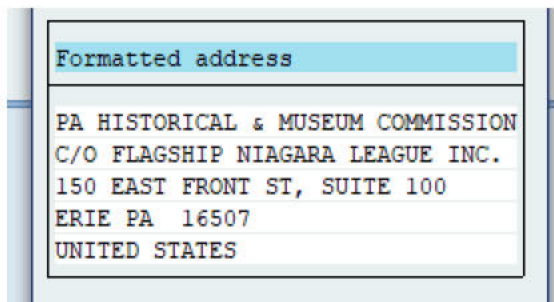 Formatted address
PA HISTORICAL & MUSEUM COMMISSION
C/O FLAGSHIP NIAGARA LEAGUE INC.
150 EAST FRONT ST, SUITE 100
ERIE PA  16507
UNITED STATES